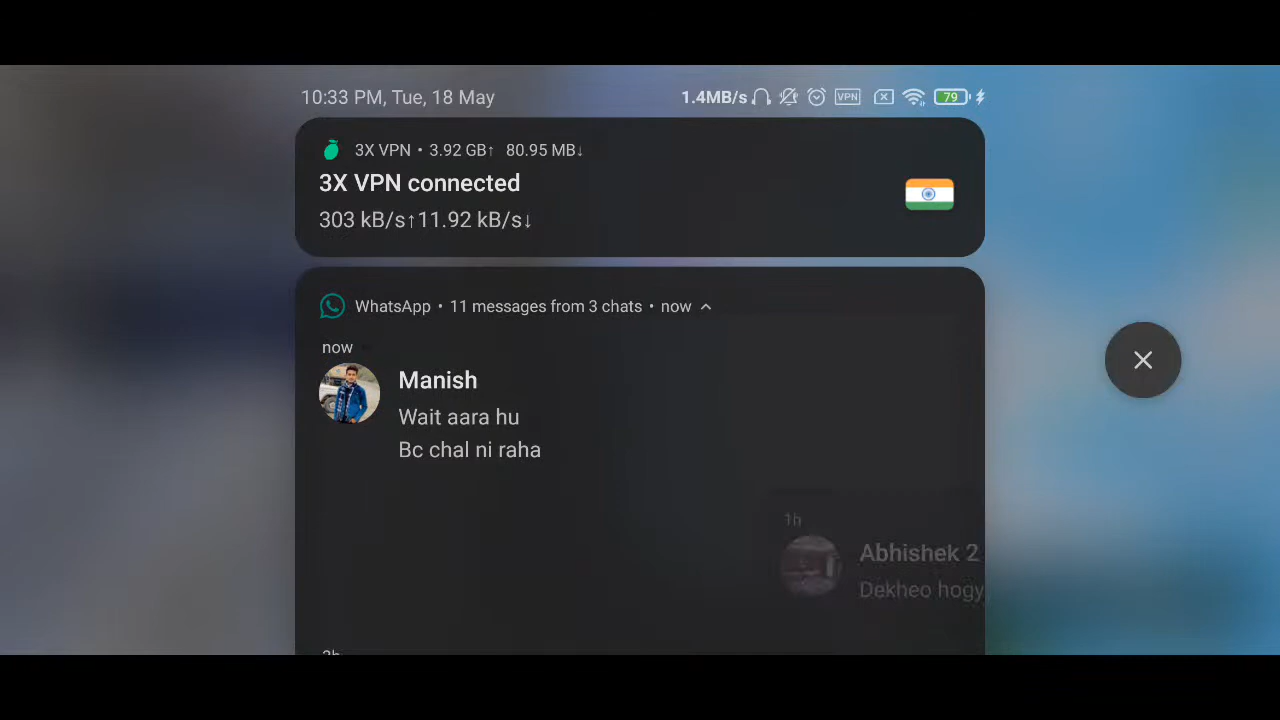 10:33 PM, Tue, 18 May 1.4MB/s VPN 79
3X VPN • 3.92 GB↑ 80.95 MB↓
3X VPN connected
303 kB/s↑11.92 kB/s↓
WhatsApp • 11 messages from 3 chats • now
now
Manish
Wait aara hu
Bc chal ni raha
1h
Abhishek 2
Dekheo hogy